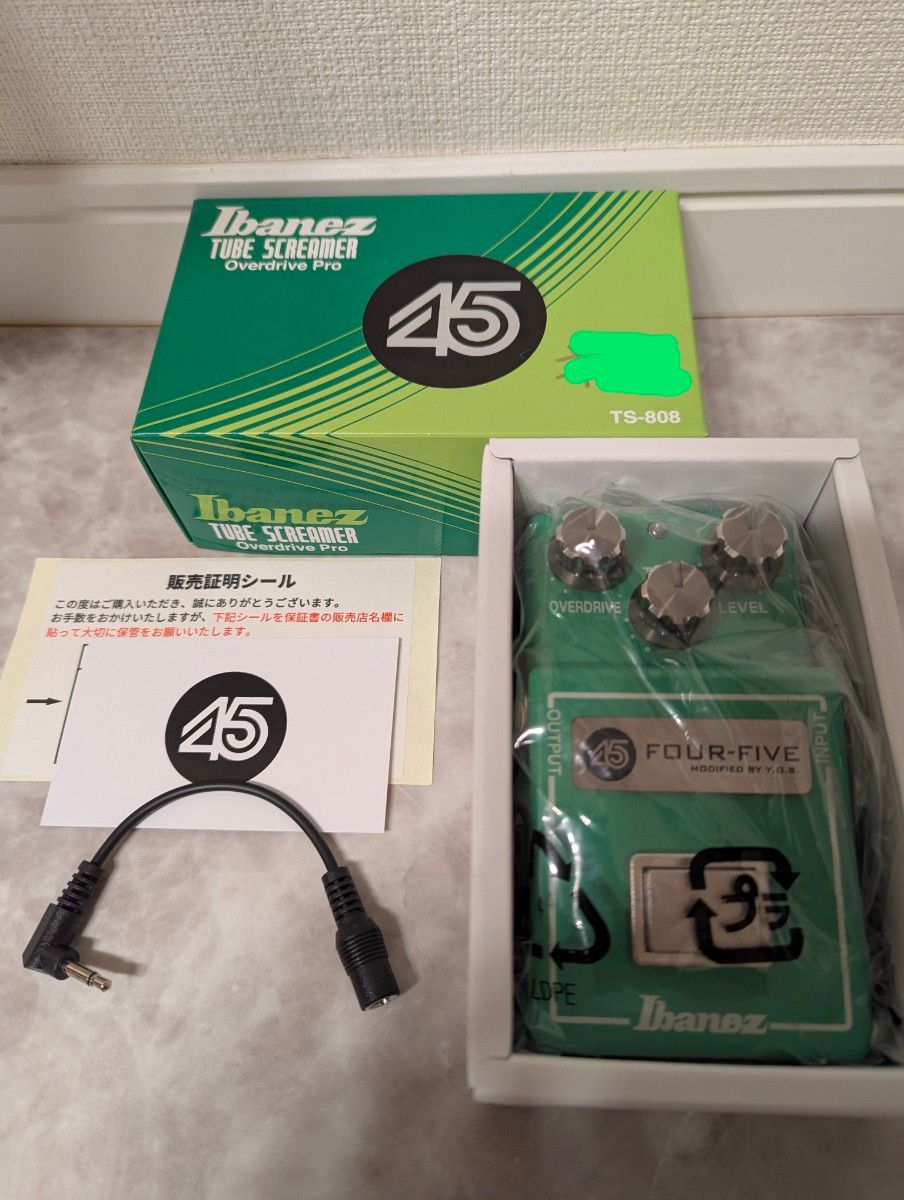 Ibanez
TUBE SCREAMER
Overdrive Pro
45
TS-808
Ibanez
TUBE SCREAMER
Overdrive Pro
販売証明シール
この度はご購入いただき、誠にありがとうございます。
お手数をおかけいたしますが、下記シールを保証書の販売店名欄に
貼って大切に保管をお願いいたします。
45
OVERDRIVE
LEVEL
OUTPUT
INPUT
45 FOUR-FIVE
MODIFIED BY Y.O.S.
プラ
LDPE
Ibanez